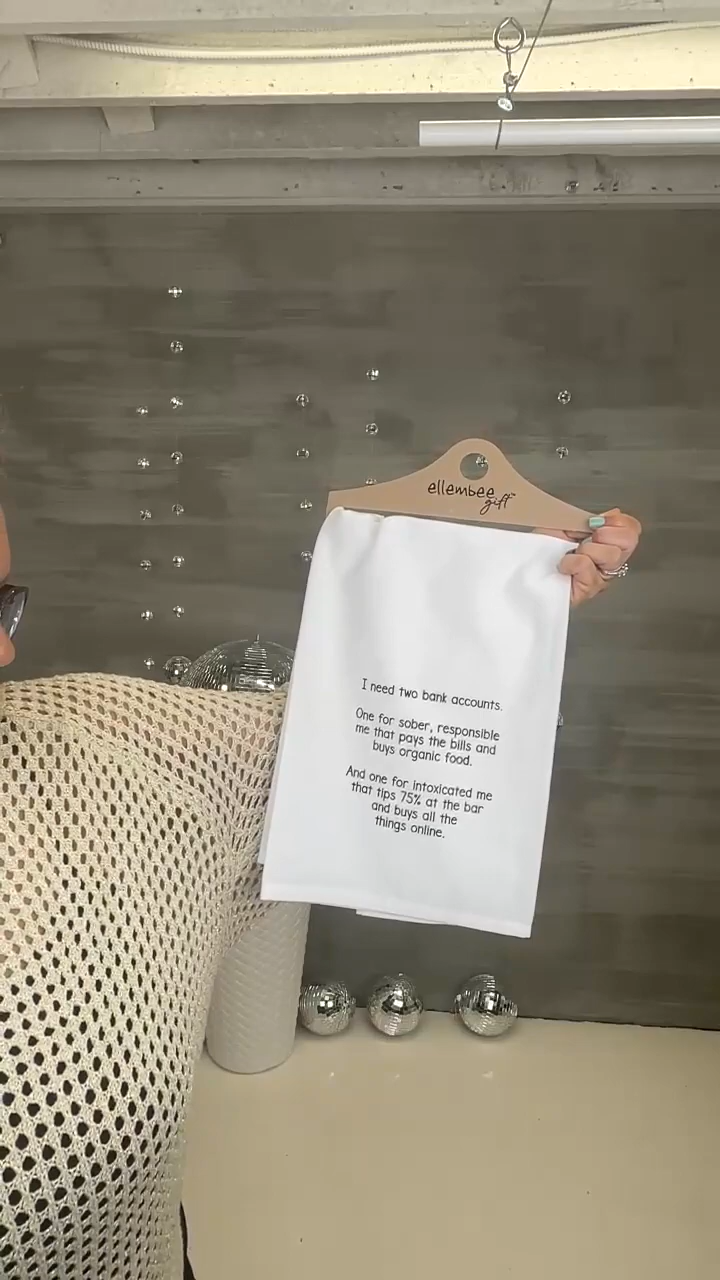 ellembee
gift
I need two bank accounts.
One for sober, responsible
me that pays the bills and
buys organic food.
And one for intoxicated me
that tips 75% at the bar
and buys all the
things online.